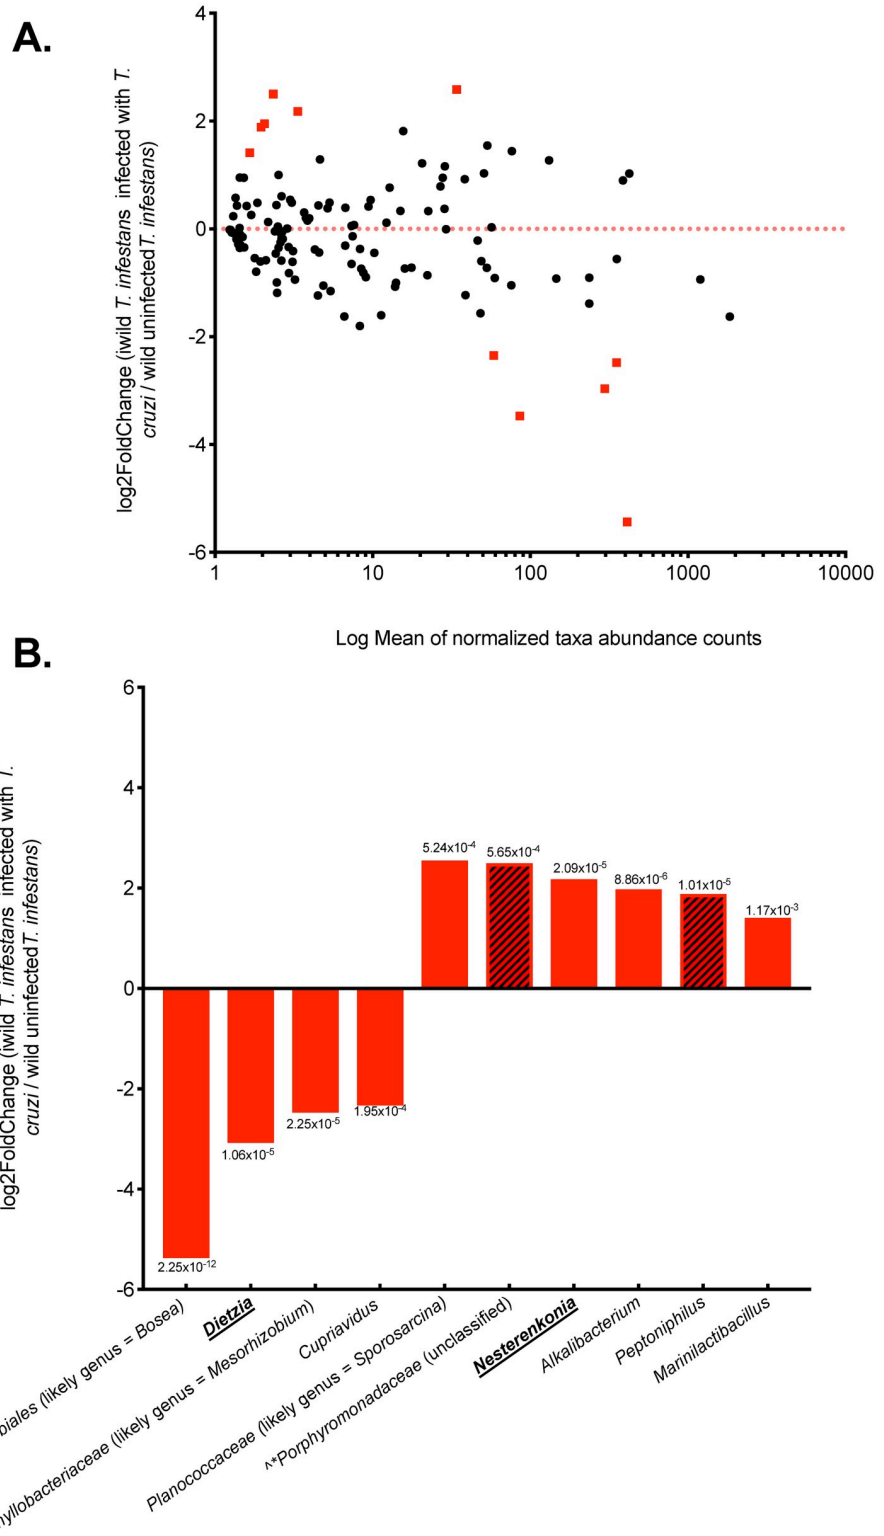 A.
log2FoldChange (iwild T. infestans infected with T.
cruzi / wild uninfectedT. infestans)
4
2
0
-2
-4
-6
1
10
100
1000
10000
Log Mean of normalized taxa abundance counts
B.
log2FoldChange (iwild T. infestans infected with T.
cruzi / wild uninfectedT. infestans)
6
4
2
0
-2
-4
-6
5.24x10-4
5.65x10-4
2.09x10-5
8.86x10-6
1.01x10-5
1.17x10-3
2.25x10-12
1.06x10-5
2.25x10-5
1.95x10-4
biales (likely genus = Bosea)
Dietzia
hyllobacteriaceae (likely genus = Mesorhizobium)
Cupriavidus
Planococcaceae (likely genus = Sporosarcina)
^*Porphyromonadaceae (unclassified)
Nesterenkonia
Alkalibacterium
Peptoniphilus
Marinilactibacillus